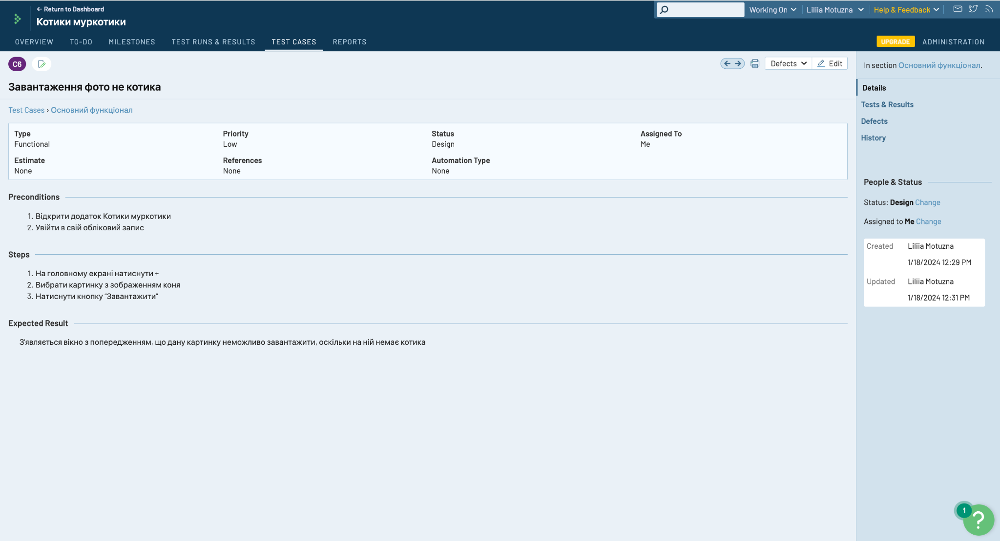 ← Return to Dashboard
Котики муркотики
Working On
Liliia Motuzna
Help & Feedback
OVERVIEW
TO-DO
MILESTONES
TEST RUNS & RESULTS
TEST CASES
REPORTS
UPGRADE
ADMINISTRATION
C6
Defects
Edit
Завантаження фото не котика
Test Cases › Основний функціонал
Type
Functional
Priority
Low
Status
Design
Assigned To
Me
Estimate
None
References
None
Automation Type
None
Preconditions
1. Відкрити додаток Котики муркотики
2. Увійти в свій обліковий запис
Steps
1. На головному екрані натиснути +
2. Вибрати картинку з зображенням коня
3. Натиснути кнопку “Завантажити”
Expected Result
З'являється вікно з попередженням, що дану картинку неможливо завантажити, оскільки на ній немає котика
In section Основний функціонал.
Details
Tests & Results
Defects
History
People & Status
Status: Design Change
Assigned to Me Change
Created Liliia Motuzna
1/18/2024 12:29 PM
Updated Liliia Motuzna
1/18/2024 12:31 PM
1
?